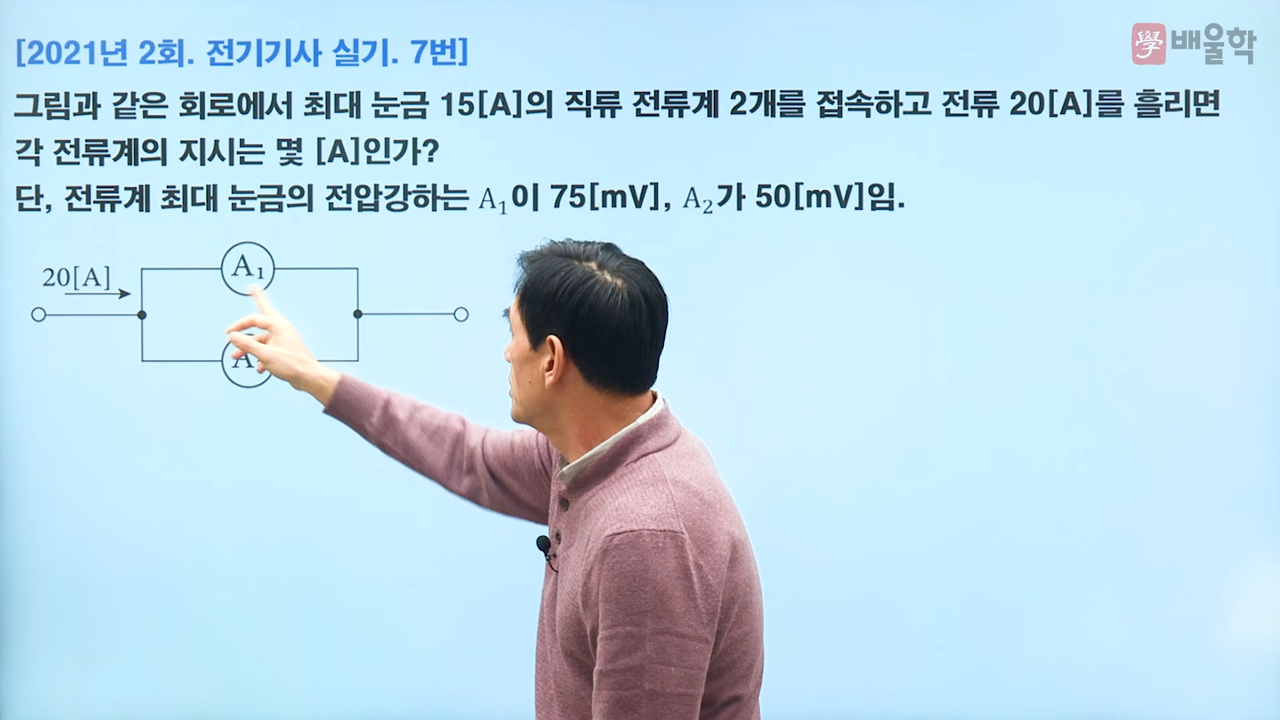 學 배울학
[2021년 2회. 전기기사 실기. 7번]
그림과 같은 회로에서 최대 눈금 15[A]의 직류 전류계 2개를 접속하고 전류 20[A]를 흘리면
각 전류계의 지시는 몇 [A]인가?
단, 전류계 최대 눈금의 전압강하는 A₁이 75[mV], A₂가 50[mV]임.
20[A]
A₁
A